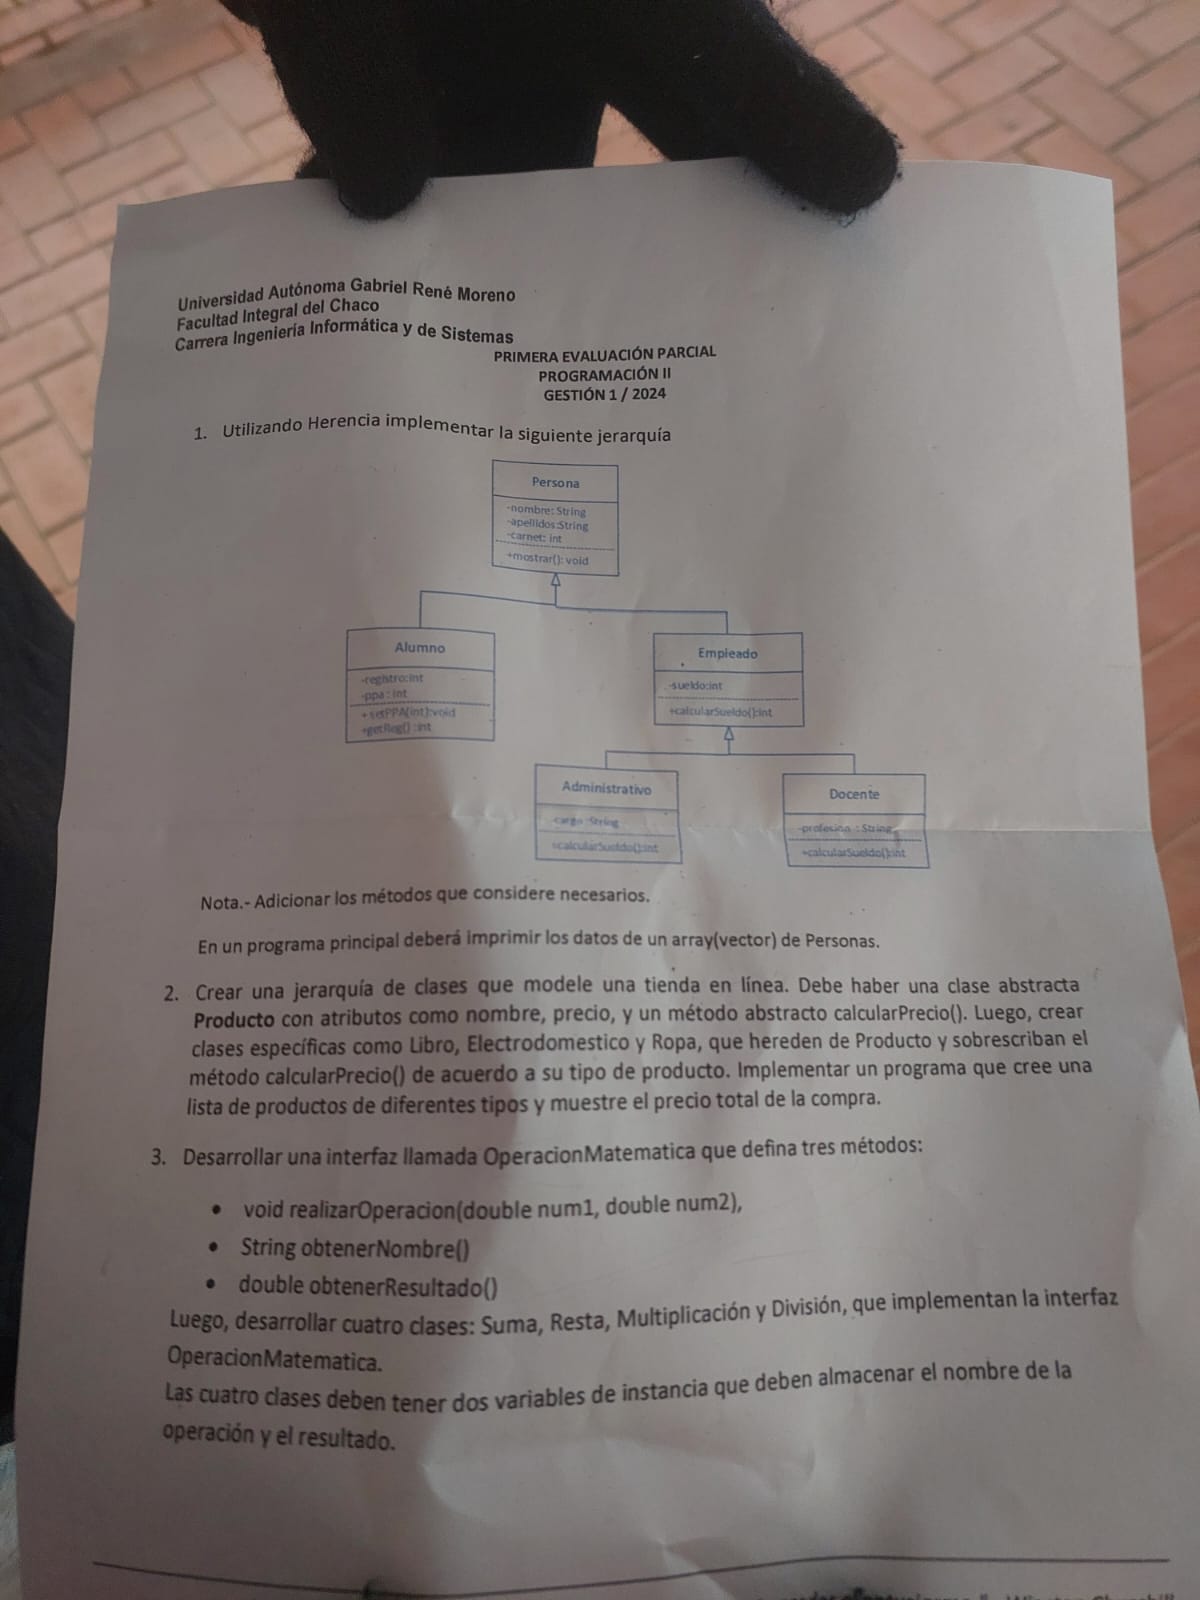 Universidad Autónoma Gabriel René Moreno
Facultad Integral del Chaco
Carrera Ingeniería Informática y de Sistemas
PRIMERA EVALUACIÓN PARCIAL
PROGRAMACIÓN II
GESTIÓN 1 / 2024
1. Utilizando Herencia implementar la siguiente jerarquía
Persona
-nombre: String
-apellidos:String
-carnet: int
+mostrar(): void
Alumno
-registro:int
-ppa : int
+setPPA(int):void
+getReg() :int
Empleado
-sueldo:int
+calcularSueldo():int
Administrativo
-cargo :String
+calcularSueldo():int
Docente
-profesion : String
+calcularSueldo():int
Nota.- Adicionar los métodos que considere necesarios.
En un programa principal deberá imprimir los datos de un array(vector) de Personas.
2. Crear una jerarquía de clases que modele una tienda en línea. Debe haber una clase abstracta
Producto con atributos como nombre, precio, y un método abstracto calcularPrecio(). Luego, crear
clases específicas como Libro, Electrodomestico y Ropa, que hereden de Producto y sobrescriban el
método calcularPrecio() de acuerdo a su tipo de producto. Implementar un programa que cree una
lista de productos de diferentes tipos y muestre el precio total de la compra.
3. Desarrollar una interfaz llamada OperacionMatematica que defina tres métodos:
• void realizarOperacion(double num1, double num2),
• String obtenerNombre()
• double obtenerResultado()
Luego, desarrollar cuatro clases: Suma, Resta, Multiplicación y División, que implementan la interfaz
OperacionMatematica.
Las cuatro clases deben tener dos variables de instancia que deben almacenar el nombre de la
operación y el resultado.